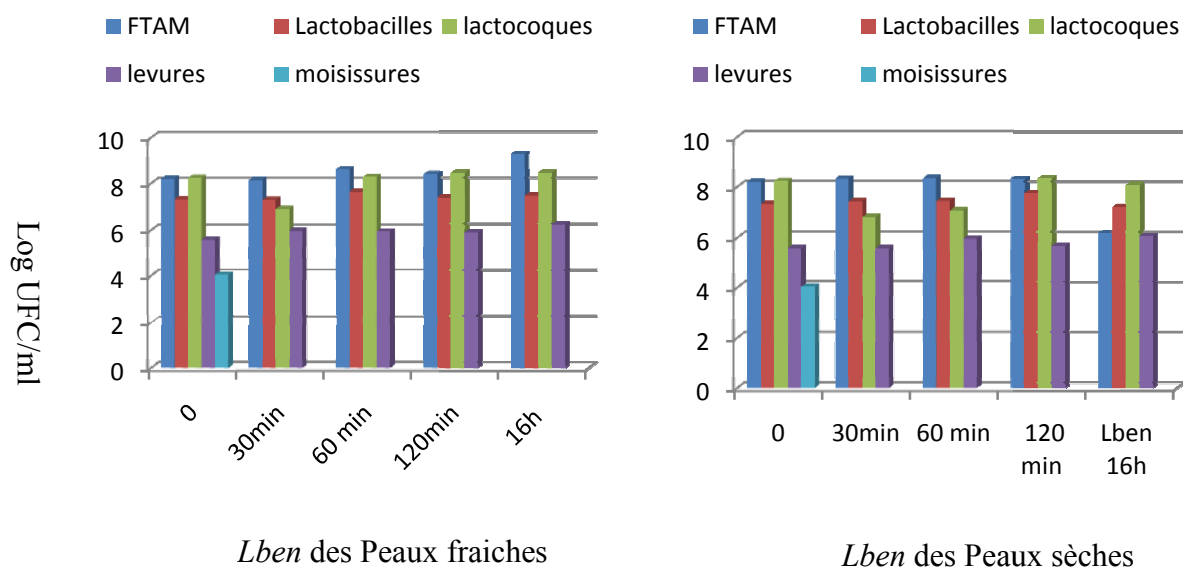 FTAM Lactobacilles lactocoques
levures moisissures
Log UFC/ml
10
8
6
4
2
0
0 30min 60 min 120min 16h
Lben des Peaux fraiches
FTAM Lactobacilles lactocoques
levures moisissures
10
8
6
4
2
0
0 30min 60 min 120 min Lben 16h
Lben des Peaux sèches